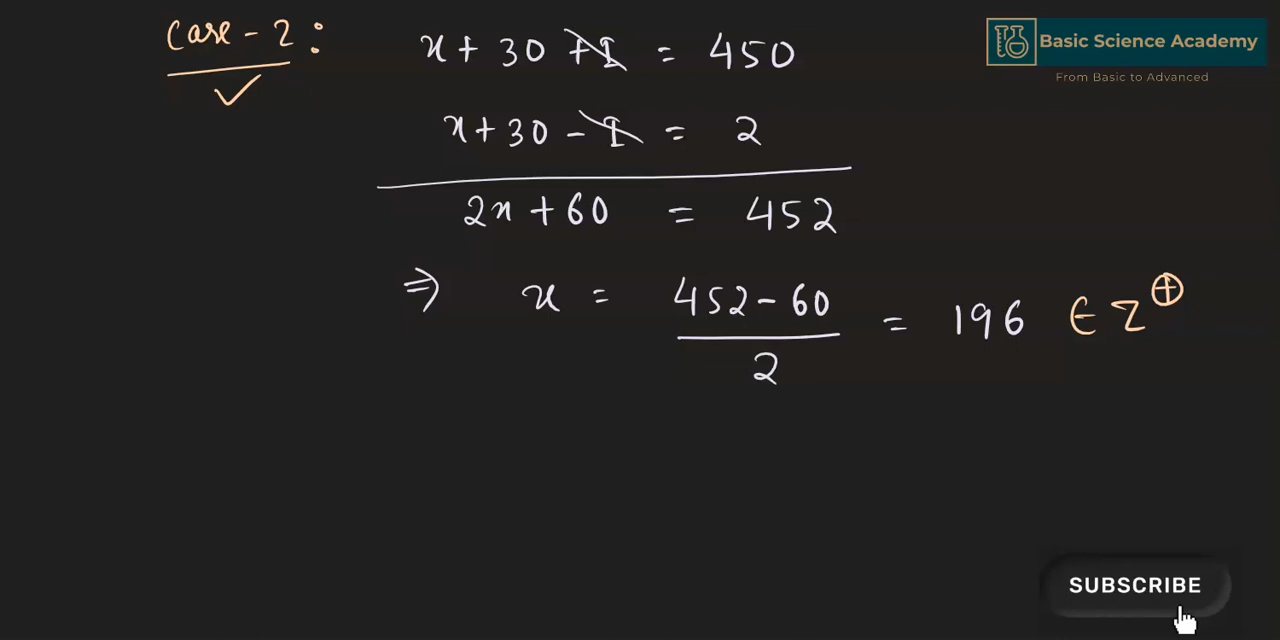 Case - 2 :
x + 30 + 1 = 450
x + 30 - 1 = 2
2x + 60 = 452
⇒ x = 452 - 60 / 2 = 196 ∈ Z⊕
Basic Science Academy
From Basic to Advanced
SUBSCRIBE